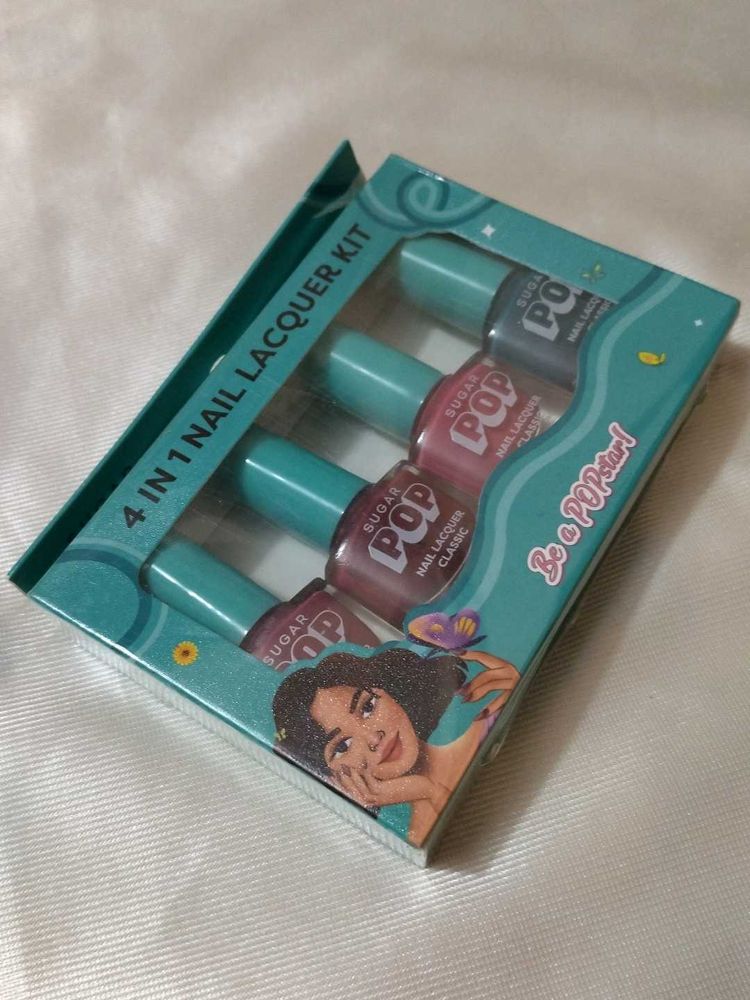 4 IN 1 NAIL LACQUER KIT
SUGAR
POP
NAIL LACQUER
CLASSIC
SUGAR
POP
NAIL LACQUER
CLASSIC
SUGAR
POP
NAIL LACQUER
CLASSIC
SUGAR
POP
Be a POPstar!